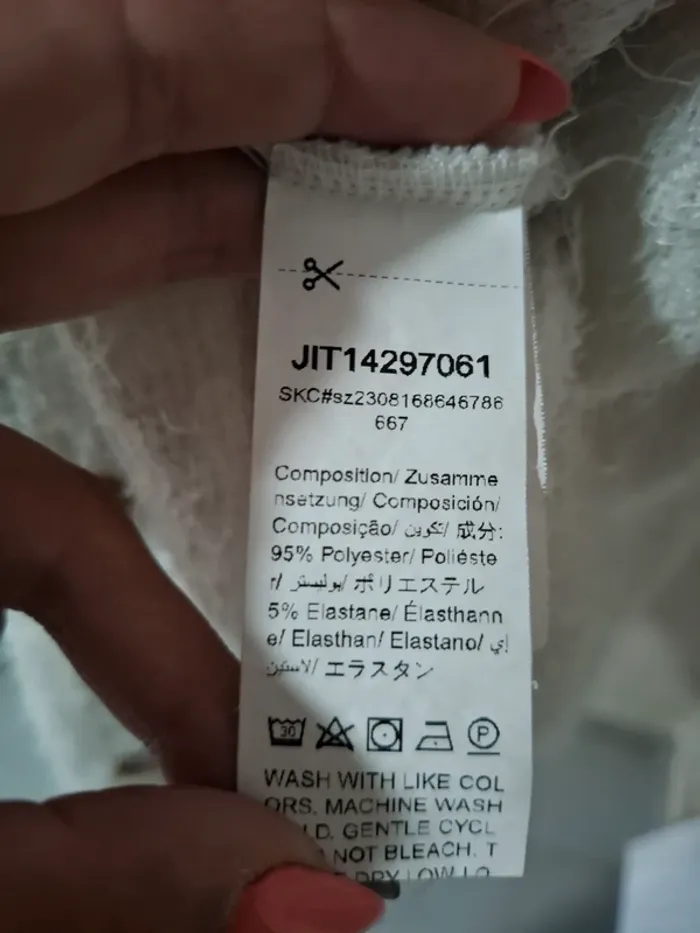 JIT14297061
SKC#sz2308168646786
667
Composition/ Zusamme
nsetzung/ Composición/
Composição/ تكوين/ 成分:
95% Polyester/ Poliéste
r/ بوليستر/ ポリエステル
5% Elastane/ Élasthann
e/ Elasthan/ Elastano/ إي
لاستين/ エラスタン
30
P
WASH WITH LIKE COL
ORS. MACHINE WASH
GENTLE CYCL
NOT BLEACH. T
DRY LOW